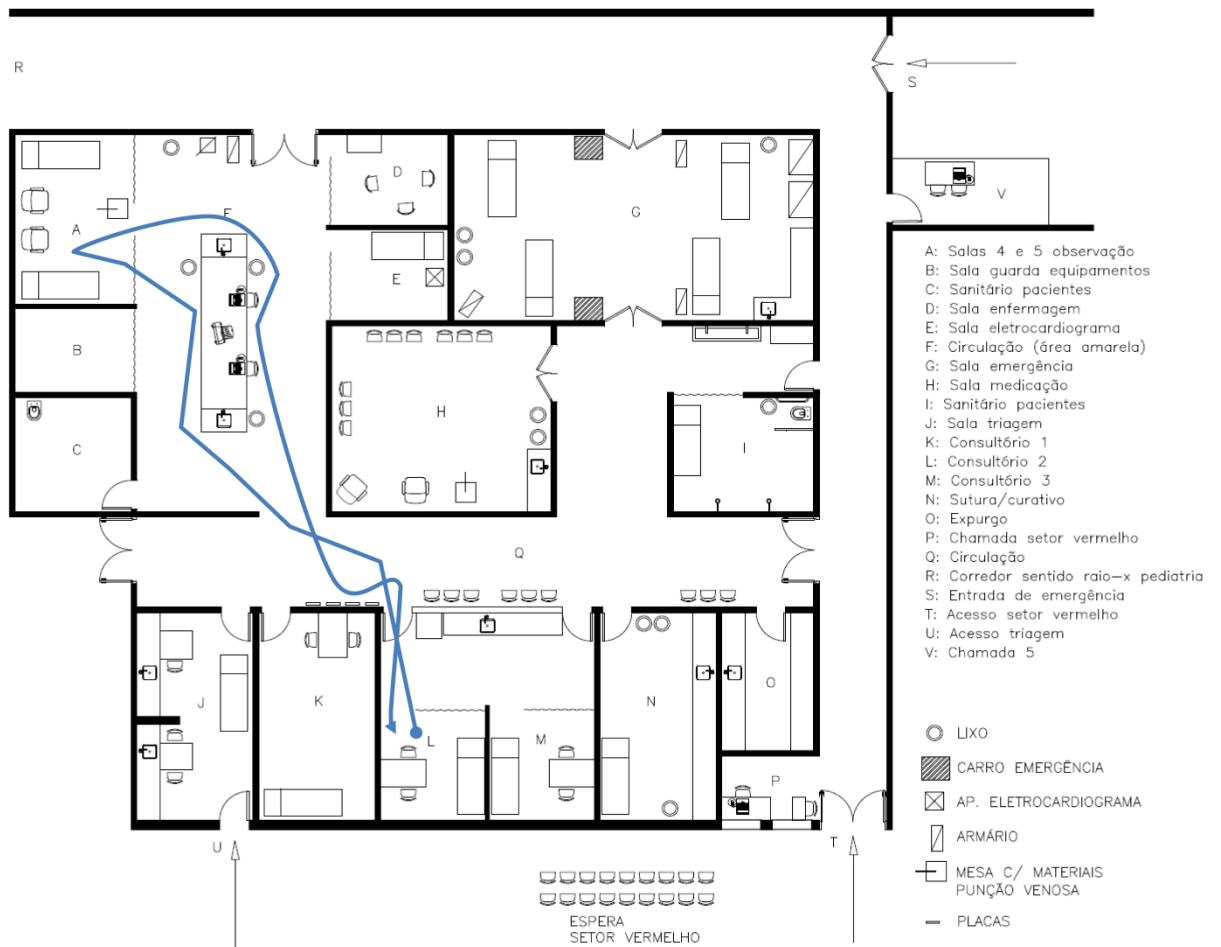 R
S
V
D
G
A
F
E
B
H
C
I
Q
J
K
L
M
N
O
P
U
T
ESPERA
SETOR VERMELHO
A: Salas 4 e 5 observação
B: Sala guarda equipamentos
C: Sanitário pacientes
D: Sala enfermagem
E: Sala eletrocardiograma
F: Circulação (área amarela)
G: Sala emergência
H: Sala medicação
I: Sanitário pacientes
J: Sala triagem
K: Consultório 1
L: Consultório 2
M: Consultório 3
N: Sutura/curativo
O: Expurgo
P: Chamada setor vermelho
Q: Circulação
R: Corredor sentido raio-x pediatria
S: Entrada de emergência
T: Acesso setor vermelho
U: Acesso triagem
V: Chamada 5
LIXO
CARRO EMERGÊNCIA
AP. ELETROCARDIOGRAMA
ARMÁRIO
MESA C/ MATERIAIS
PUNÇÃO VENOSA
PLACAS